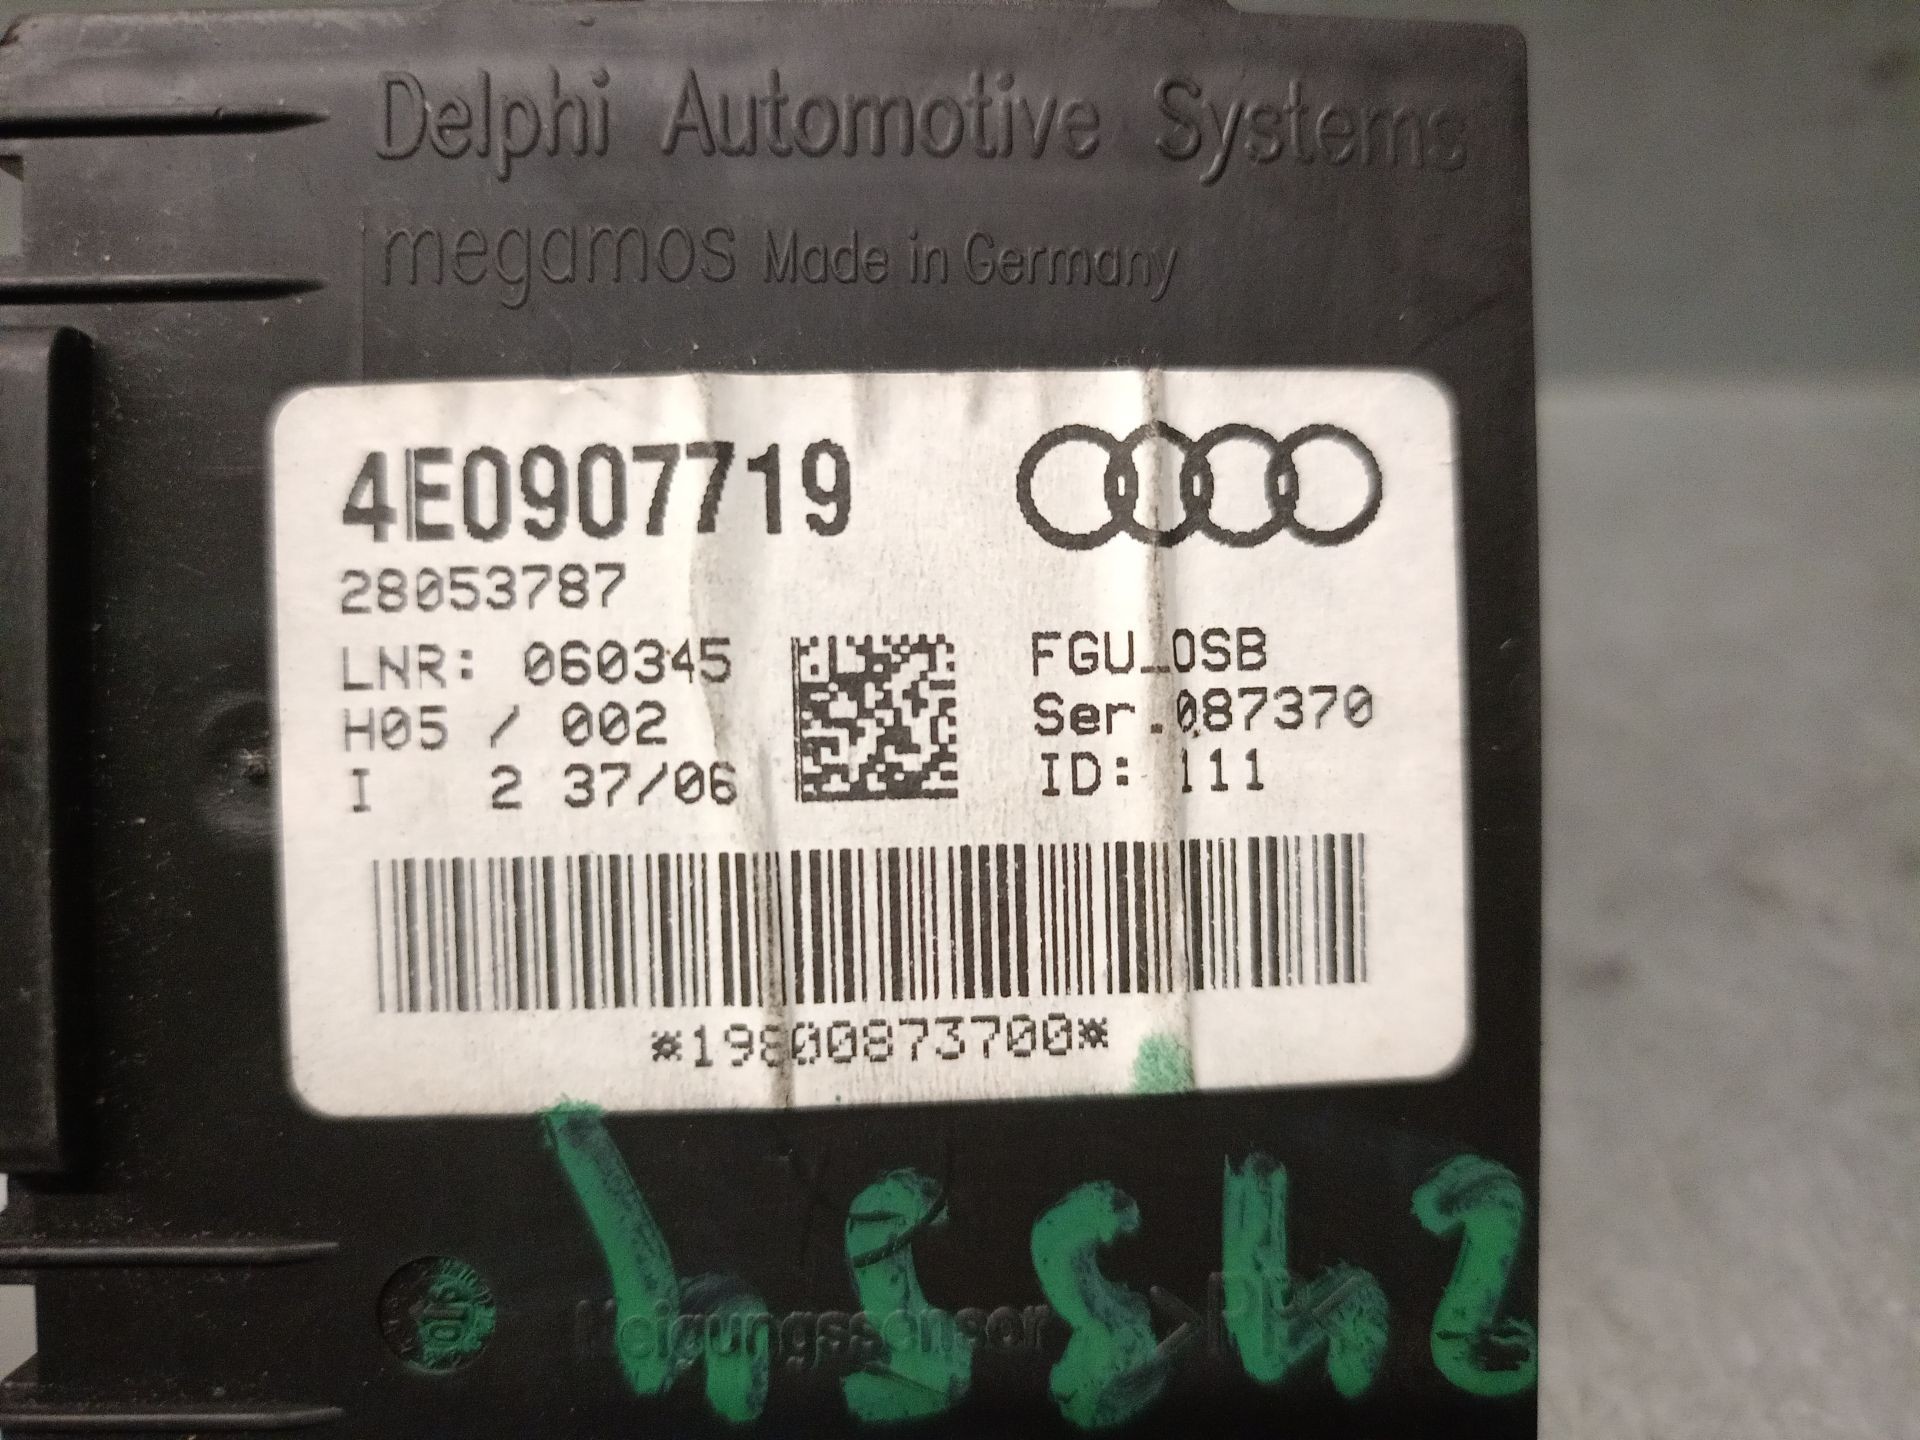 Delphi Automotive Systems
megamos Made in Germany
4E0907719
28053787
LNR: 060345
H05 / 002
I 2 37/06
FGU_OSB
Ser.087370
ID: 111
*19800873700*
Neigungssensor